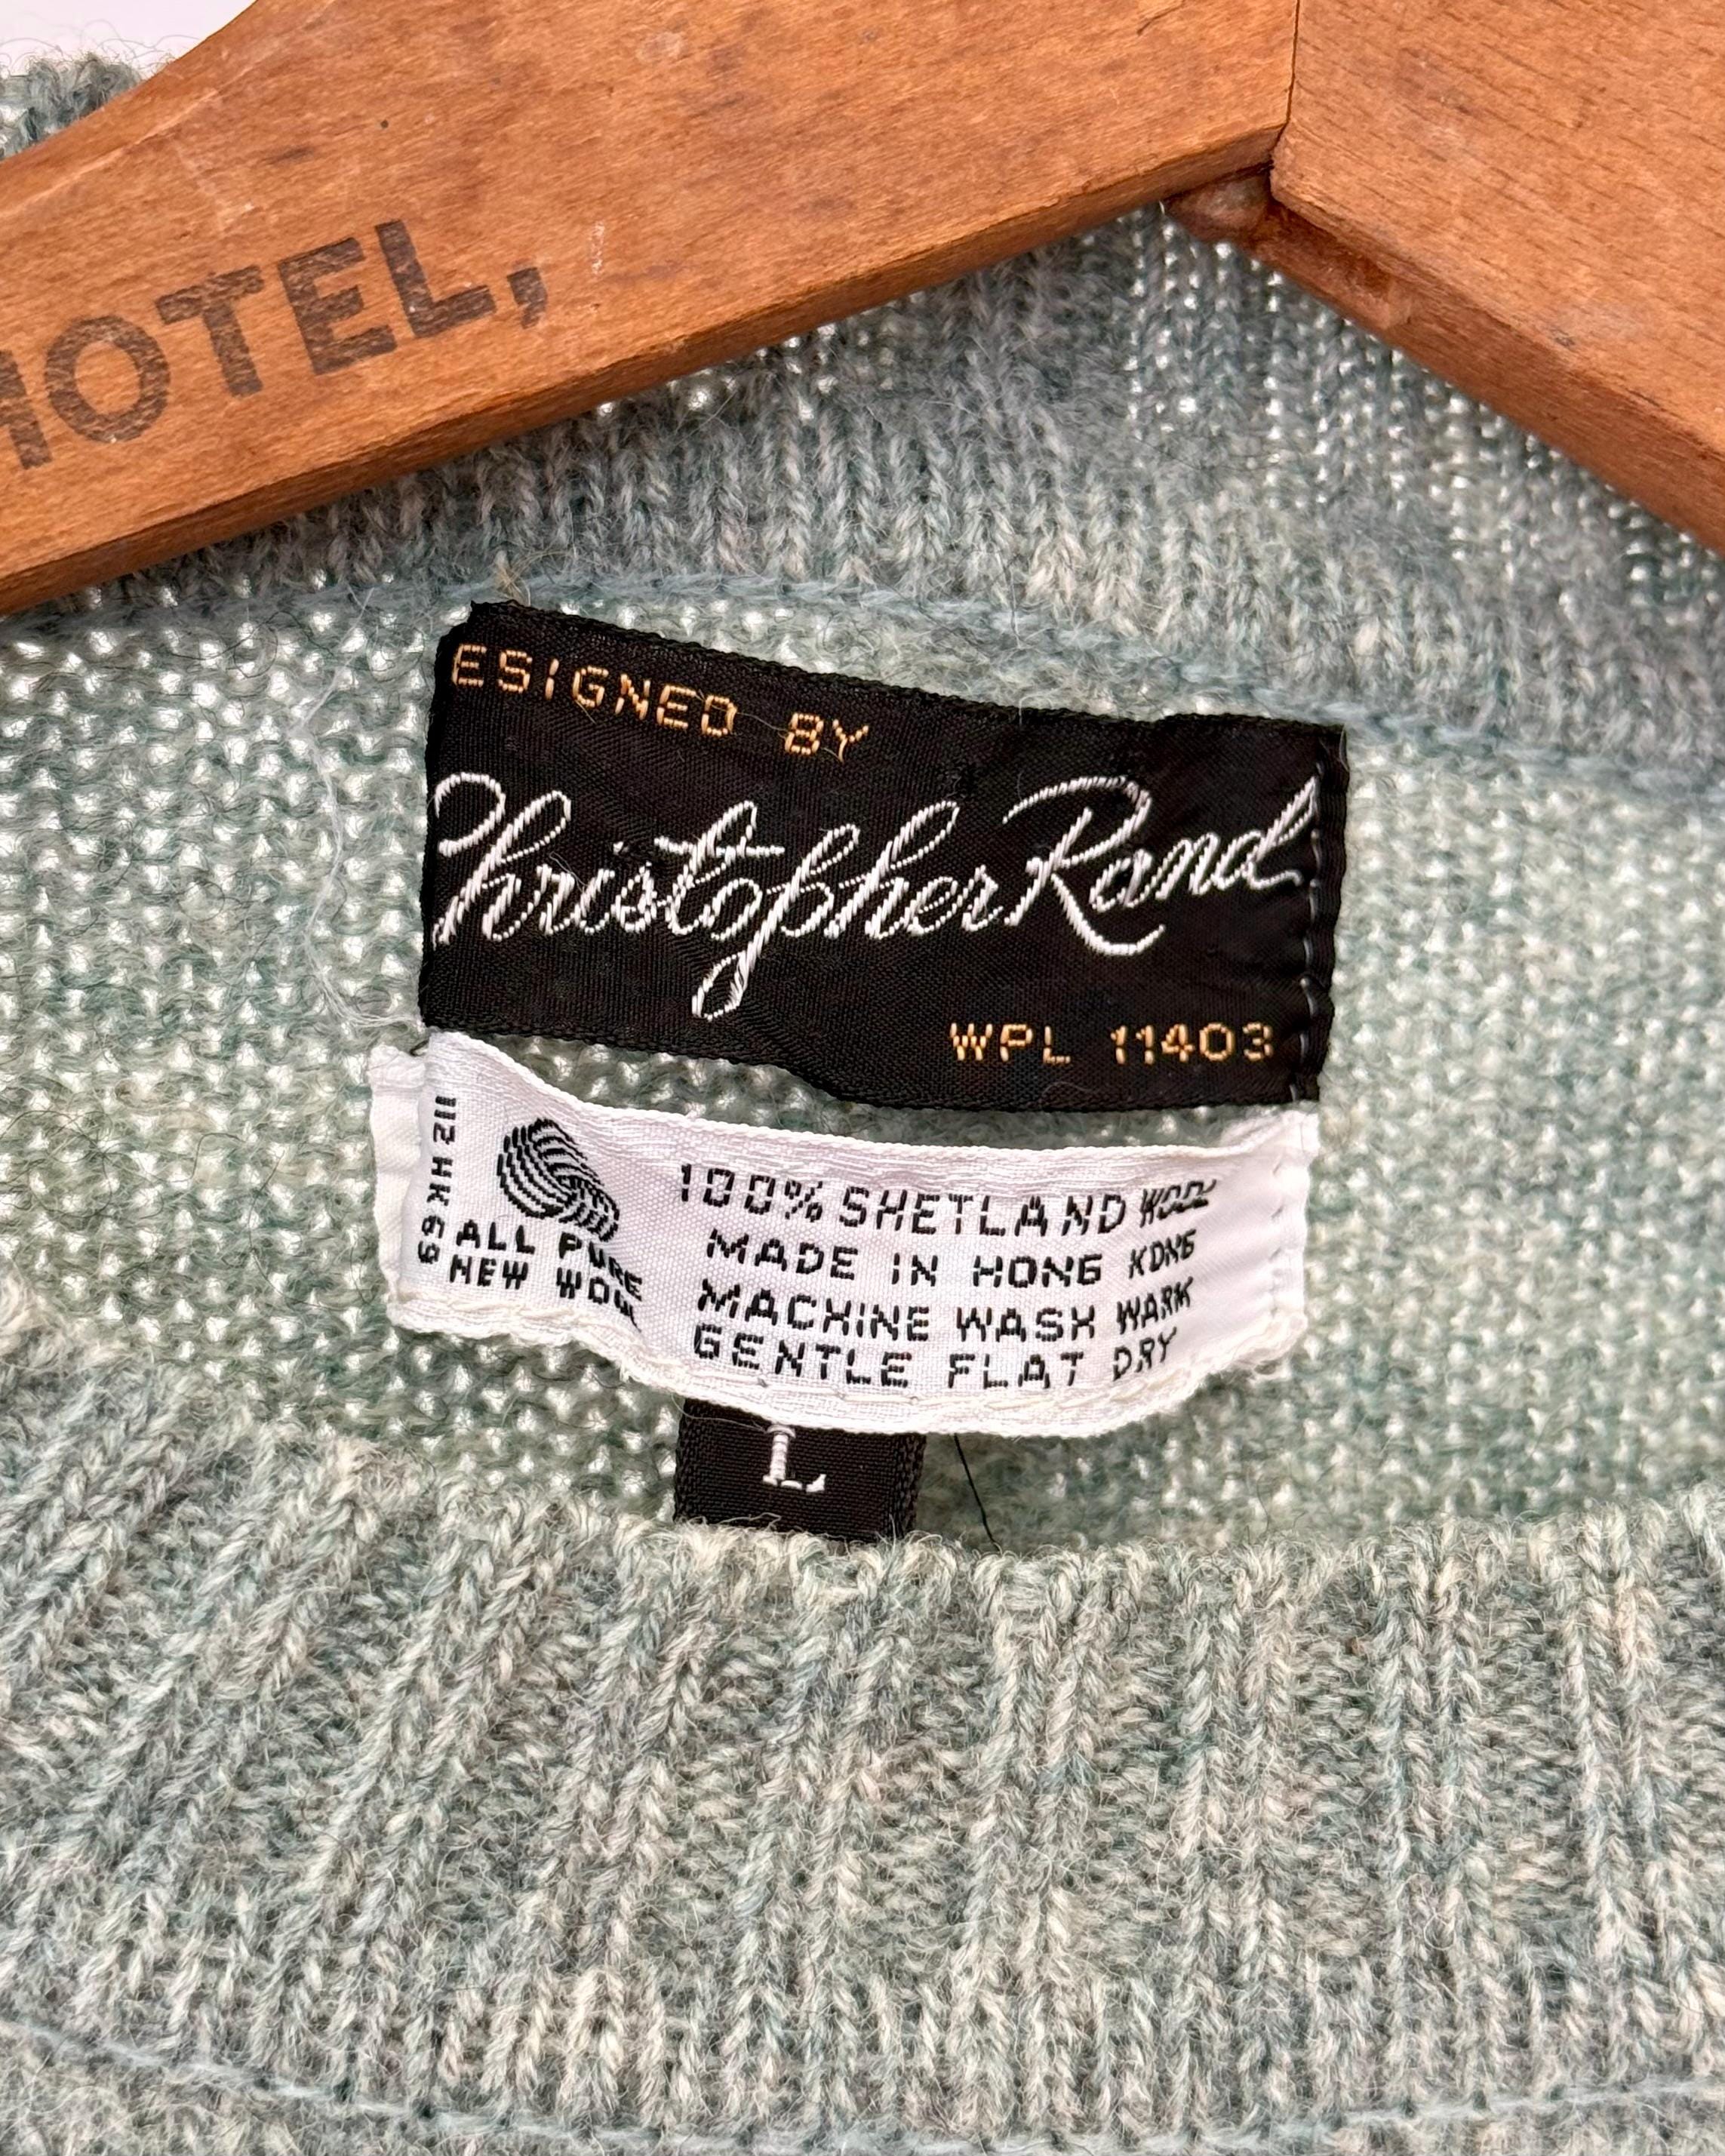 HOTEL,
ESIGNED BY
Christopher Rand
WPL 11403
112 HK 69
ALL PURE
NEW WOOL
100% SHETLAND WOOL
MADE IN HONG KONG
MACHINE WASH WARM
GENTLE FLAT DRY
L